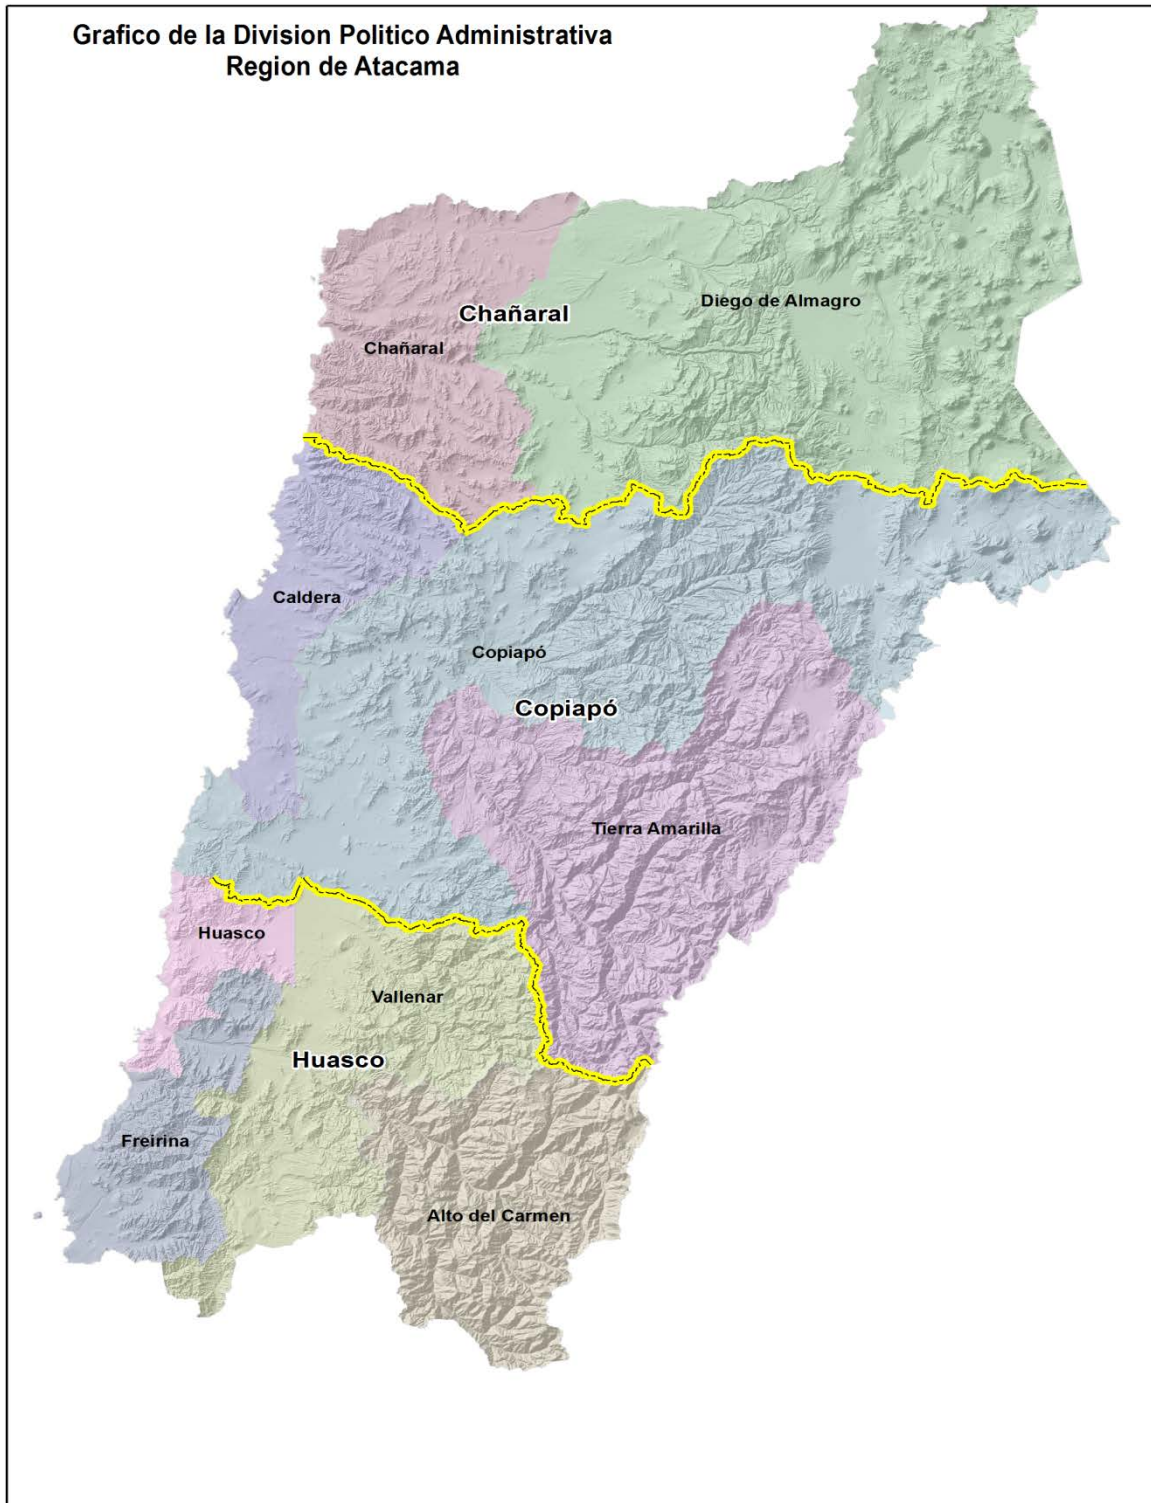 Grafico de la Division Politico Administrativa
Region de Atacama
Diego de Almagro
Chañaral
Chañaral
Caldera
Copiapó
Copiapó
Tierra Amarilla
Huasco
Vallenar
Huasco
Freirina
Alto del Carmen